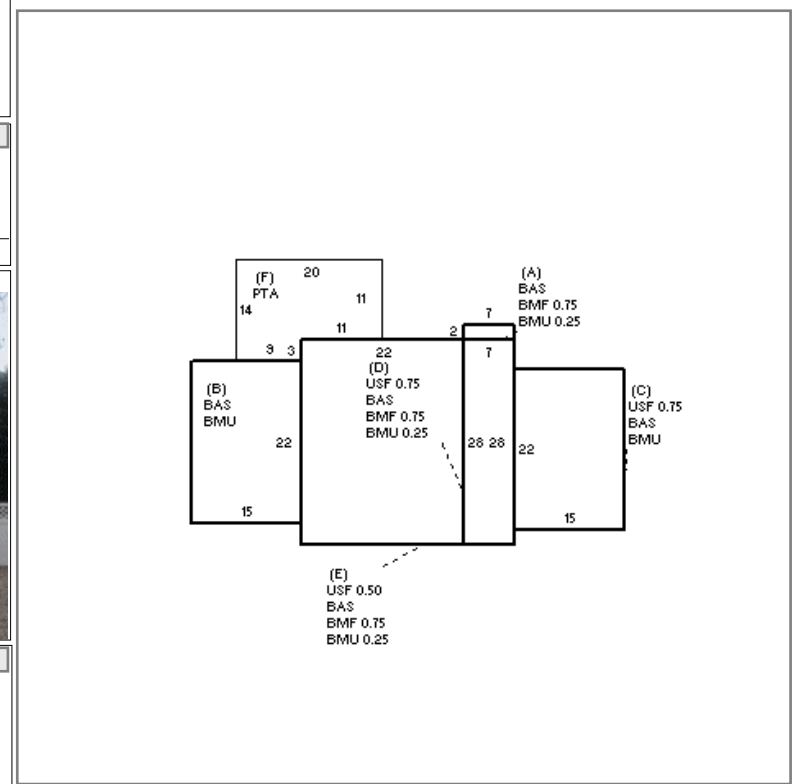 (F)
PTA
20
14
11
11
9
3
(A)
BAS
BMF 0.75
BMU 0.25
7
2
7
22
(D)
USF 0.75
BAS
BMF 0.75
BMU 0.25
(B)
BAS
BMU
22
15
28 28
22
(C)
USF 0.75
BAS
BMU
15
(E)
USF 0.50
BAS
BMF 0.75
BMU 0.25